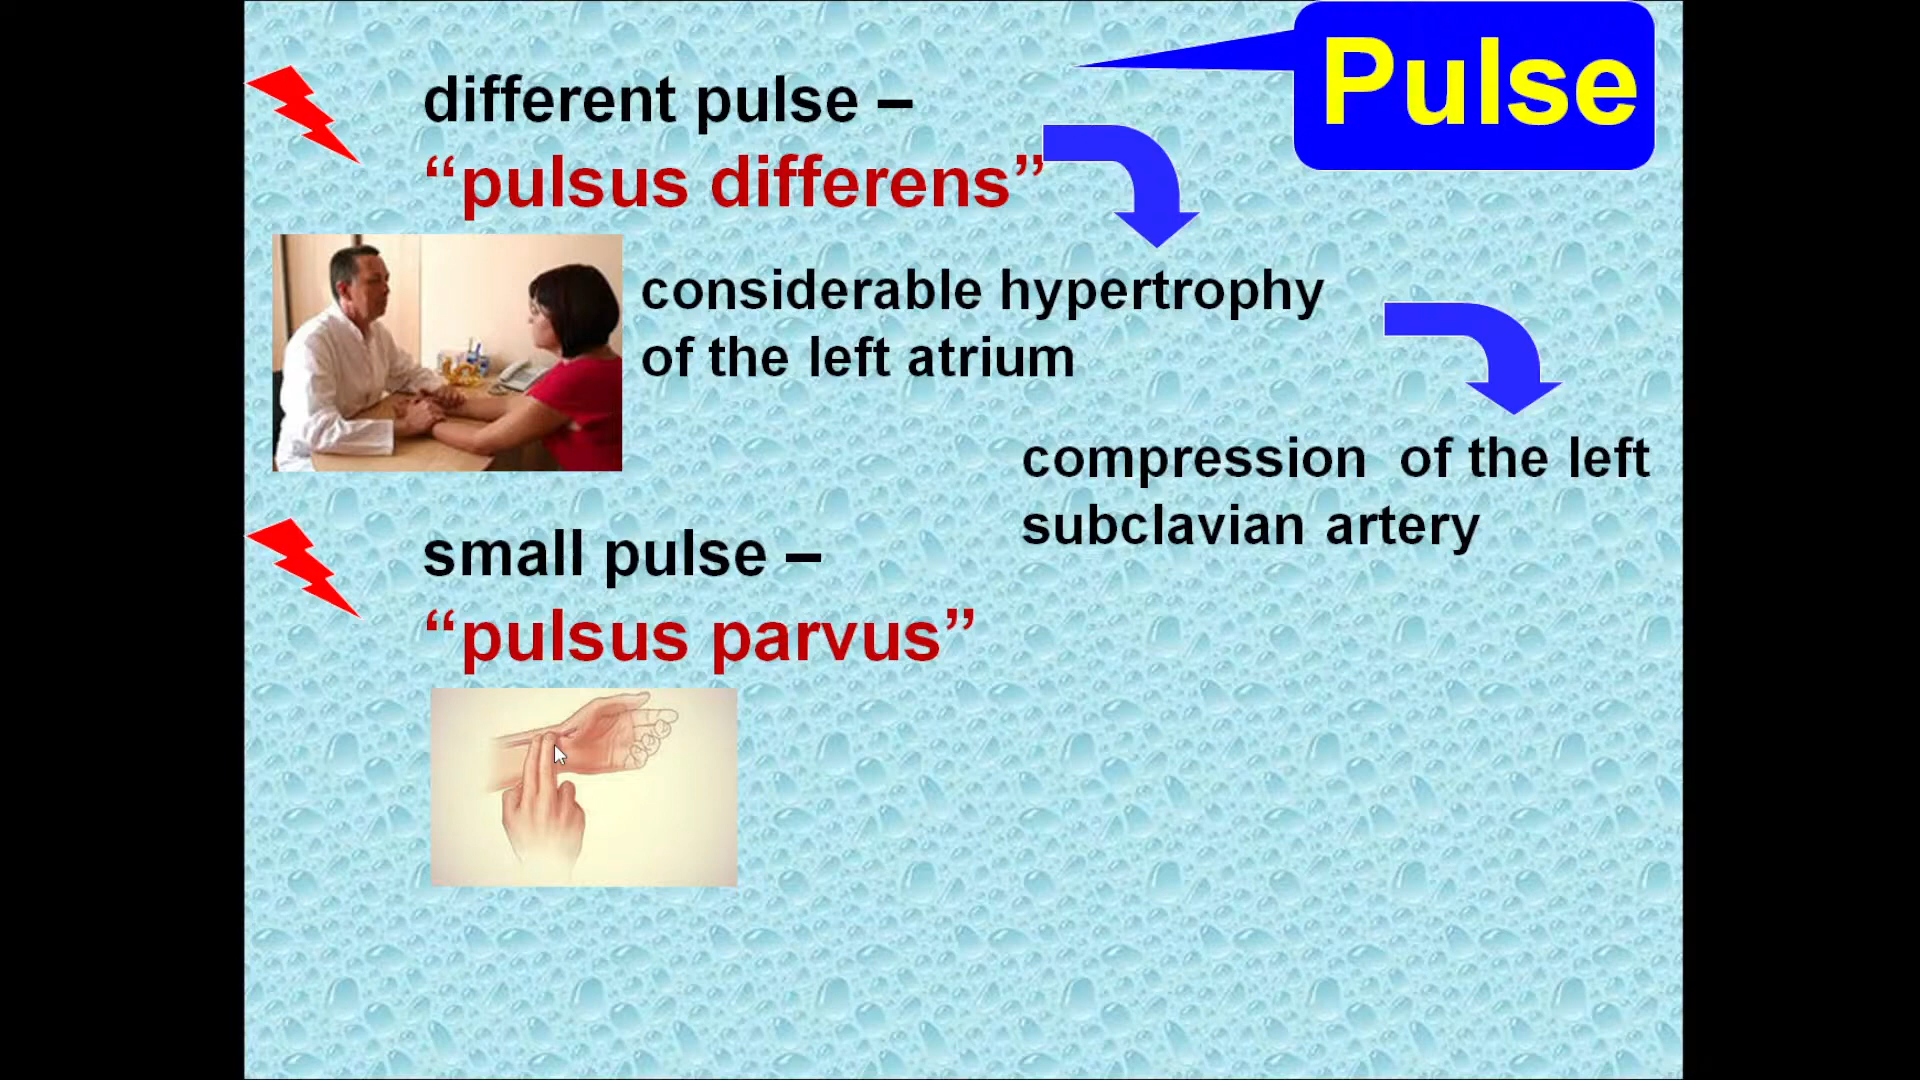 Pulse
different pulse –
“pulsus differens”
considerable hypertrophy
of the left atrium
compression of the left
subclavian artery
small pulse –
“pulsus parvus”